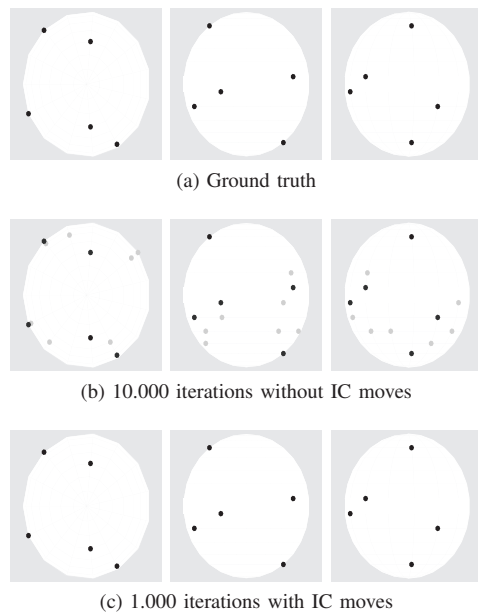 (a) Ground truth
(b) 10.000 iterations without IC moves
(c) 1.000 iterations with IC moves